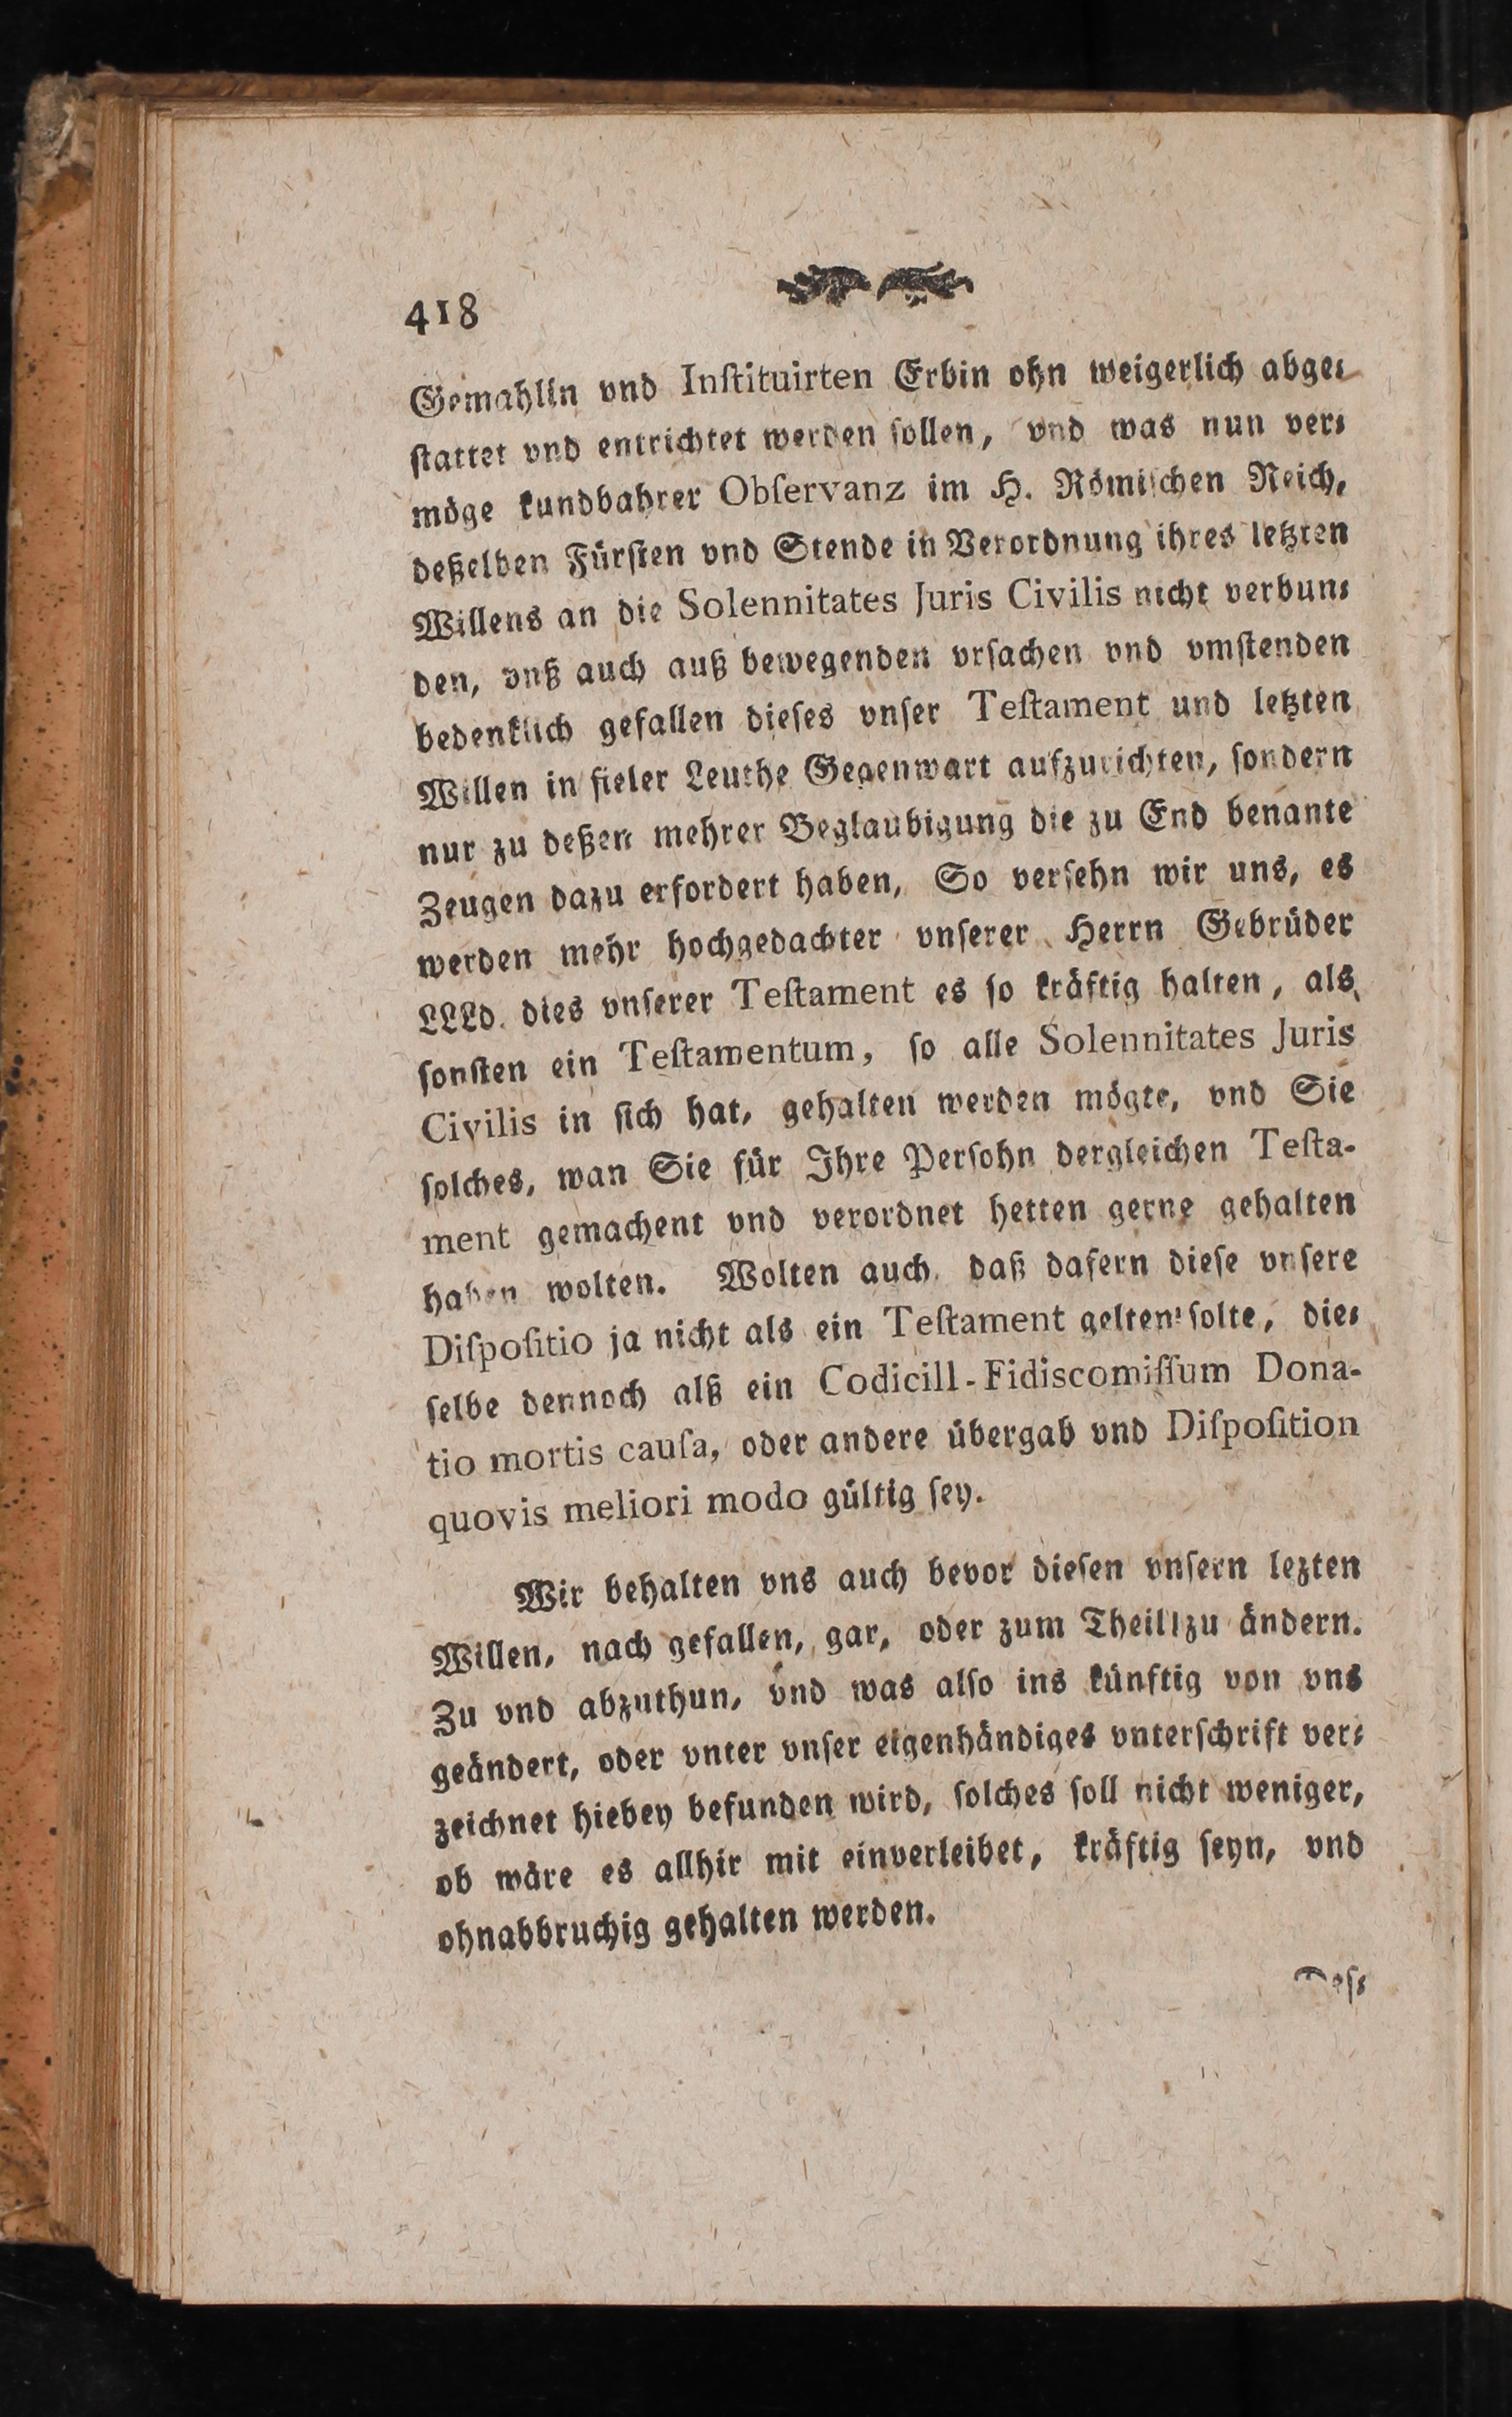 418
Gemahlin vnd Inſtituirten Erbin ohn weigerlich abge⸗
ſtattet vnd entrichtet werden ſollen, vnd was nun ver⸗
möge kundbahrer Obſervanz im H. Römiſchen Reich,
deßelben Fürſten vnd Stende in Verordnung ihres letzten
Willens an die Solennitates Juris Civilis nicht verbun⸗
den, vnß auch auß bewegenden vrſachen vnd vmſtenden
bedenklich gefallen dieſes vnſer Teſtament und letzten
Willen in fieler Leuthe Gegenwart aufzurichten, ſondern
nur zu deßen mehrer Beglaubigung die zu End benante
Zeugen dazu erfordert haben, So verſehn wir uns, es
werden mehr hochgedachter vnſerer Herrn Gebrüder
LLLd. dies vnſerer Teſtament es ſo kräftig halten, als
ſonſten ein Teſtamentum, ſo alle Solennitates Juris
Civilis in ſich hat, gehalten werden mögte, vnd Sie
ſolches, wan Sie für Ihre Perſohn dergleichen Teſta-
ment gemachent vnd verordnet hetten gerne gehalten
haben wolten. Wolten auch daß dafern dieſe vnſere
Diſpoſitio ja nicht als ein Teſtament gelten ſolte, die⸗
ſelbe dennoch alß ein Codicill-Fidiscomiſſum Dona-
tio mortis cauſa, oder andere übergab vnd Diſpoſition
quovis meliori modo gültig ſey.
Wir behalten vns auch bevor dieſen vnſern lezten
Willen, nach gefallen, gar, oder zum Theil zu ändern.
Zu vnd abzuthun, vnd was alſo ins künftig von vns
geändert, oder vnter vnſer eigenhändiges vnterſchrift ver⸗
zeichnet hiebey befunden wird, ſolches ſoll nicht weniger,
ob wäre es allhir mit einverleibet, kräftig ſeyn, vnd
ohnabbruchig gehalten werden.
Deſ⸗